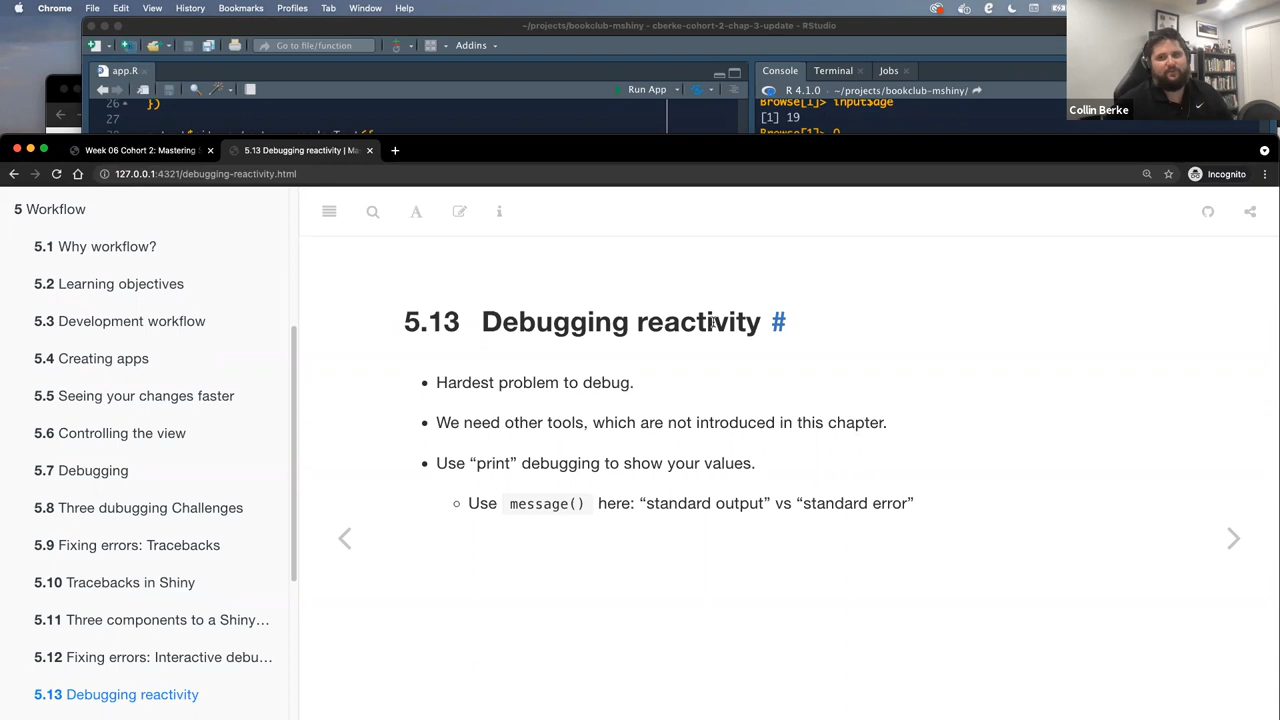 Chrome File Edit View History Bookmarks Profiles Tab Window Help
~/projects/bookclub-mshiny - cberke-cohort-2-chap-3-update - RStudio
Go to file/function Addins
app.R
Run App
26 })
27
Console Terminal Jobs
R 4.1.0 · ~/projects/bookclub-mshiny/
Browse[1]> input$age
[1] 19
Browse[1]> Q
Collin Berke
Week 06 Cohort 2: Mastering S
5.13 Debugging reactivity | Ma
127.0.0.1:4321/debugging-reactivity.html
Incognito
5 Workflow
5.1 Why workflow?
5.2 Learning objectives
5.3 Development workflow
5.4 Creating apps
5.5 Seeing your changes faster
5.6 Controlling the view
5.7 Debugging
5.8 Three dubugging Challenges
5.9 Fixing errors: Tracebacks
5.10 Tracebacks in Shiny
5.11 Three components to a Shiny…
5.12 Fixing errors: Interactive debu…
5.13 Debugging reactivity
5.13 Debugging reactivity #
• Hardest problem to debug.
• We need other tools, which are not introduced in this chapter.
• Use “print” debugging to show your values.
○ Use message() here: “standard output” vs “standard error”